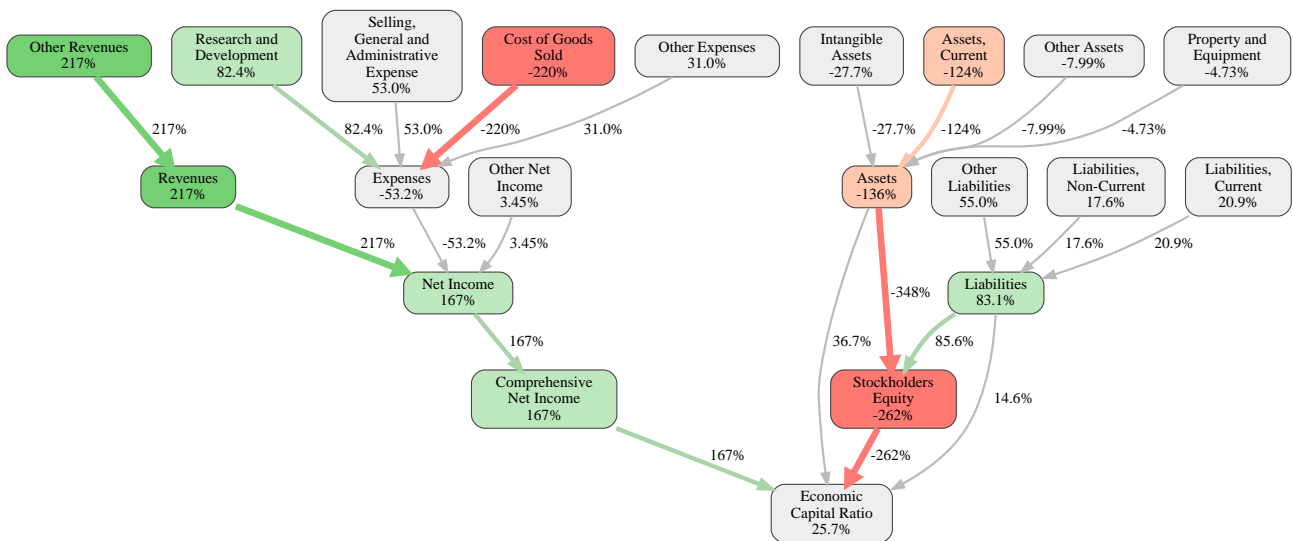 Other Revenues
217%
Research and
Development
82.4%
Selling,
General and
Administrative
Expense
53.0%
Cost of Goods
Sold
-220%
Other Expenses
31.0%
Intangible
Assets
-27.7%
Assets,
Current
-124%
Other Assets
-7.99%
Property and
Equipment
-4.73%
217%
82.4%
53.0%
-220%
31.0%
-27.7%
-124%
-7.99%
-4.73%
Revenues
217%
Expenses
-53.2%
Other Net
Income
3.45%
Assets
-136%
Other
Liabilities
55.0%
Liabilities,
Non-Current
17.6%
Liabilities,
Current
20.9%
217%
-53.2%
3.45%
55.0%
17.6%
20.9%
Net Income
167%
-348%
Liabilities
83.1%
167%
36.7%
85.6%
Comprehensive
Net Income
167%
Stockholders
Equity
-262%
14.6%
167%
-262%
Economic
Capital Ratio
25.7%